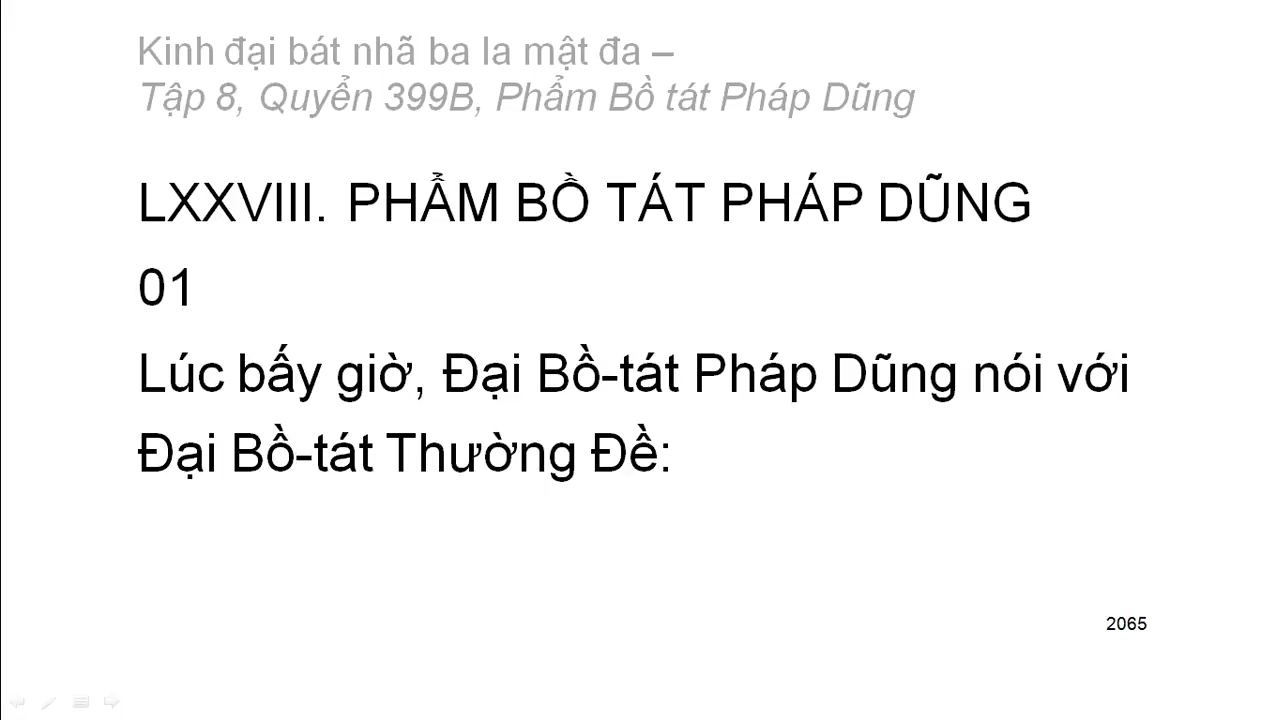 Kinh đại bát nhã ba la mật đa –
Tập 8, Quyển 399B, Phẩm Bồ tát Pháp Dũng
LXXVIII. PHẨM BỒ TÁT PHÁP DŨNG
01
Lúc bấy giờ, Đại Bồ-tát Pháp Dũng nói với
Đại Bồ-tát Thường Đề:
2065